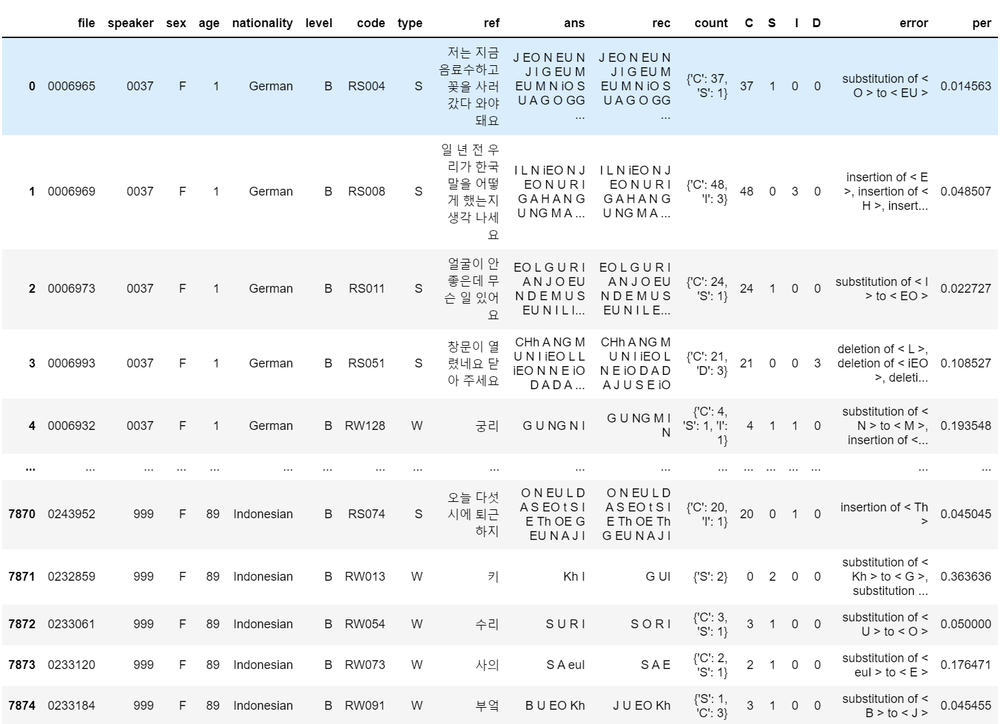 file speaker sex age nationality level code type ref ans rec count C S I D error per
0 0006965 0037 F 1 German B RS004 S 저는 지금 음료수하고 꽃을 사러 갔다 와야 돼요 J EO N EU N J I G EU M EU M N iO S U A G O GG ... J EO N EU N J I G EU M EU M N iO S U A G O GG ... {'C': 37, 'S': 1} 37 1 0 0 substitution of < O > to < EU > 0.014563
1 0006969 0037 F 1 German B RS008 S 일 년 전 우리가 한국말을 어떻게 했는지 생각 나세요 I L N iEO N J EO N U R I G A H A N G U NG M A ... I L N iEO N J EO N U R I G A H A N G U NG M A ... {'C': 48, 'I': 3} 48 0 3 0 insertion of < E >, insertion of < H >, insert... 0.048507
2 0006973 0037 F 1 German B RS011 S 얼굴이 안 좋은데 무슨 일 있어요 EO L G U R I A N J O EU N D E M U S EU N I L I... EO L G U R I A N J O EU N D E M U S EU N I L E... {'C': 24, 'S': 1} 24 1 0 0 substitution of < I > to < EO > 0.022727
3 0006993 0037 F 1 German B RS051 S 창문이 열렸네요 닫아 주세요 CHh A NG M U N I iEO L L iEO N N E iO D A D A ... CHh A NG M U N I iEO L N E iO D A D A J U S E iO {'C': 21, 'D': 3} 21 0 0 3 deletion of < L >, deletion of < iEO >, deleti... 0.108527
4 0006932 0037 F 1 German B RW128 W 궁리 G U NG N I G U NG M I N {'C': 4, 'S': 1, 'I': 1} 4 1 1 0 substitution of < N > to < M >, insertion of <... 0.193548
... ... ... ... ... ... ... ... ... ... ... ... ... ... ... ... ... ... ...
7870 0243952 999 F 89 Indonesian B RS074 S 오늘 다섯 시에 퇴근하지 O N EU L D A S EO t S I E Th OE G EU N A J I O N EU L D A S EO t S I E Th OE Th G EU N A J I {'C': 20, 'I': 1} 20 0 1 0 insertion of < Th > 0.045045
7871 0232859 999 F 89 Indonesian B RW013 W 키 Kh I G UI {'S': 2} 0 2 0 0 substitution of < Kh > to < G >, substitution ... 0.363636
7872 0233061 999 F 89 Indonesian B RW054 W 수리 S U R I S O R I {'C': 3, 'S': 1} 3 1 0 0 substitution of < U > to < O > 0.050000
7873 0233120 999 F 89 Indonesian B RW073 W 사의 S A euI S A E {'C': 2, 'S': 1} 2 1 0 0 substitution of < euI > to < E > 0.176471
7874 0233184 999 F 89 Indonesian B RW091 W 부엌 B U EO Kh J U EO Kh {'S': 1, 'C': 3} 3 1 0 0 substitution of < B > to < J > 0.045455